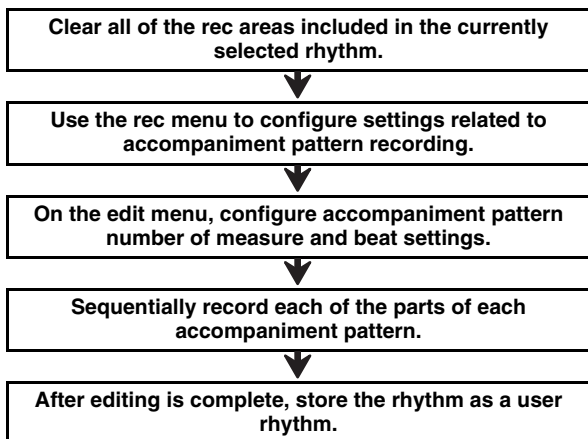 Clear all of the rec areas included in the currently
selected rhythm.
Use the rec menu to configure settings related to
accompaniment pattern recording.
On the edit menu, configure accompaniment pattern
number of measure and beat settings.
Sequentially record each of the parts of each
accompaniment pattern.
After editing is complete, store the rhythm as a user
rhythm.